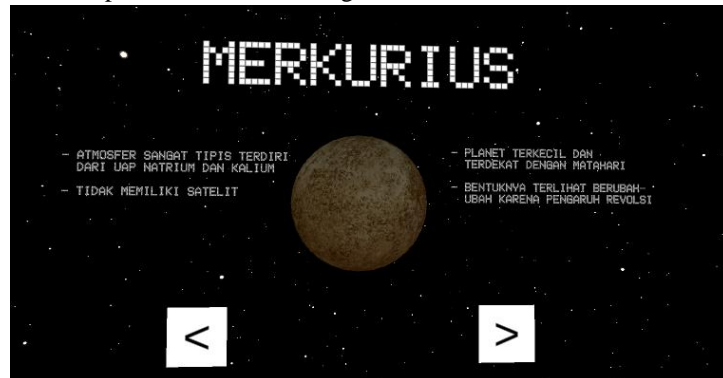 MERKURIUS
- ATMOSFER SANGAT TIPIS TERDIRI
DARI UAP NATRIUM DAN KALIUM
- TIDAK MEMILIKI SATELIT
- PLANET TERKECIL DAN
TERDEKAT DENGAN MATAHARI
- BENTUKNYA TERLIHAT BERUBAH-
UBAH KARENA PENGARUH REVOLSI
<
>